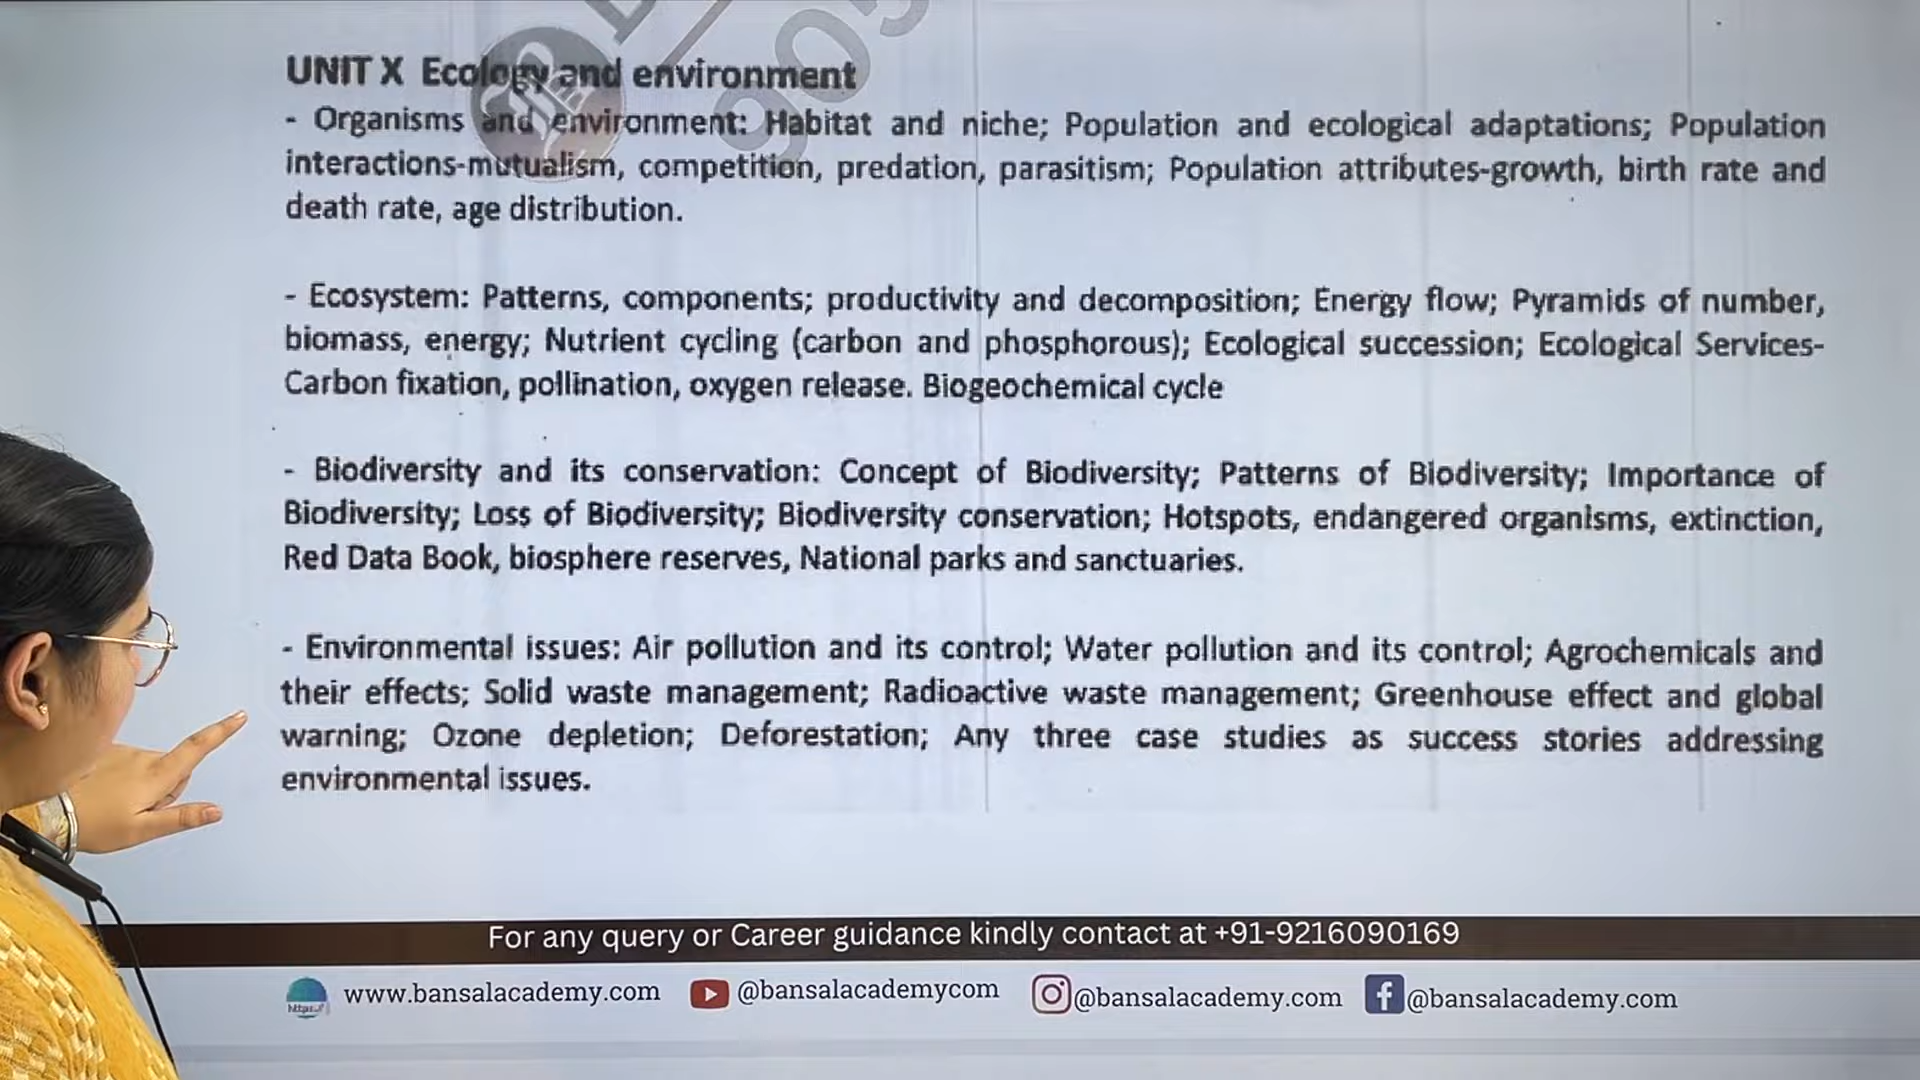 UNIT X Ecology and environment
- Organisms and environment: Habitat and niche; Population and ecological adaptations; Population
interactions-mutualism, competition, predation, parasitism; Population attributes-growth, birth rate and
death rate, age distribution.
- Ecosystem: Patterns, components; productivity and decomposition; Energy flow; Pyramids of number,
biomass, energy; Nutrient cycling (carbon and phosphorous); Ecological succession; Ecological Services-
Carbon fixation, pollination, oxygen release. Biogeochemical cycle
- Biodiversity and its conservation: Concept of Biodiversity; Patterns of Biodiversity; Importance of
Biodiversity; Loss of Biodiversity; Biodiversity conservation; Hotspots, endangered organisms, extinction,
Red Data Book, biosphere reserves, National parks and sanctuaries.
- Environmental issues: Air pollution and its control; Water pollution and its control; Agrochemicals and
their effects; Solid waste management; Radioactive waste management; Greenhouse effect and global
warning; Ozone depletion; Deforestation; Any three case studies as success stories addressing
environmental issues.
For any query or Career guidance kindly contact at +91-9216090169
www.bansalacademy.com @bansalacademycom @bansalacademy.com @bansalacademy.com